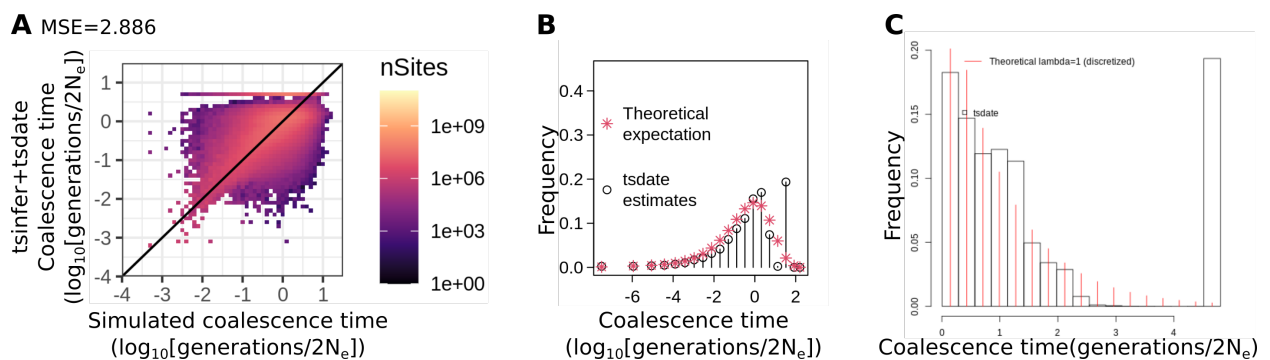 A MSE=2.886
tsinfer+tsdate
Coalescence time
(log10[generations/2Ne])
1
0
-1
-2
-3
-4
-4 -3 -2 -1 0 1
Simulated coalescence time
(log10[generations/2Ne])
nSites
1e+09
1e+06
1e+03
1e+00
B
Frequency
0.4
0.3
0.2
0.1
0.0
Theoretical
expectation
tsdate
estimates
-6 -4 -2 0 2
Coalescence time
(log10[generations/2Ne])
C
Frequency
0.20
0.15
0.10
0.05
0.00
Theoretical lambda=1 (discretized)
tsdate
0 1 2 3 4
Coalescence time(generations/2Ne)